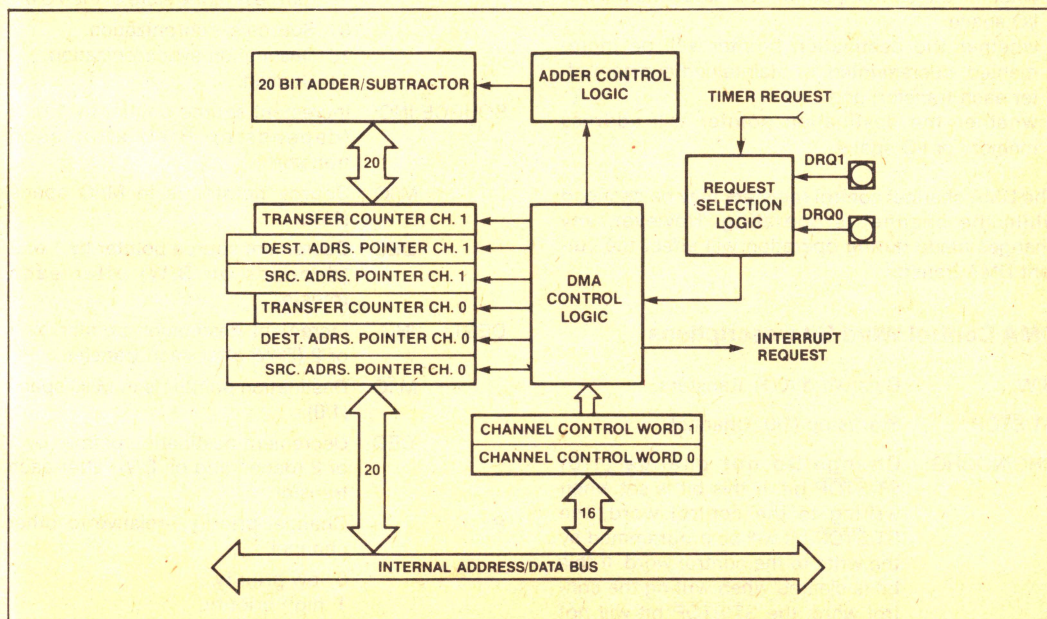 20 BIT ADDER/SUBTRACTOR
ADDER CONTROL
LOGIC
TIMER REQUEST
20
DRQ1
REQUEST
SELECTION
LOGIC
DRQ0
TRANSFER COUNTER CH. 1
DEST. ADRS. POINTER CH. 1
SRC. ADRS. POINTER CH. 1
TRANSFER COUNTER CH. 0
DEST. ADRS. POINTER CH. 0
SRC. ADRS. POINTER CH. 0
DMA
CONTROL
LOGIC
INTERRUPT
REQUEST
CHANNEL CONTROL WORD 1
CHANNEL CONTROL WORD 0
20
16
INTERNAL ADDRESS/DATA BUS